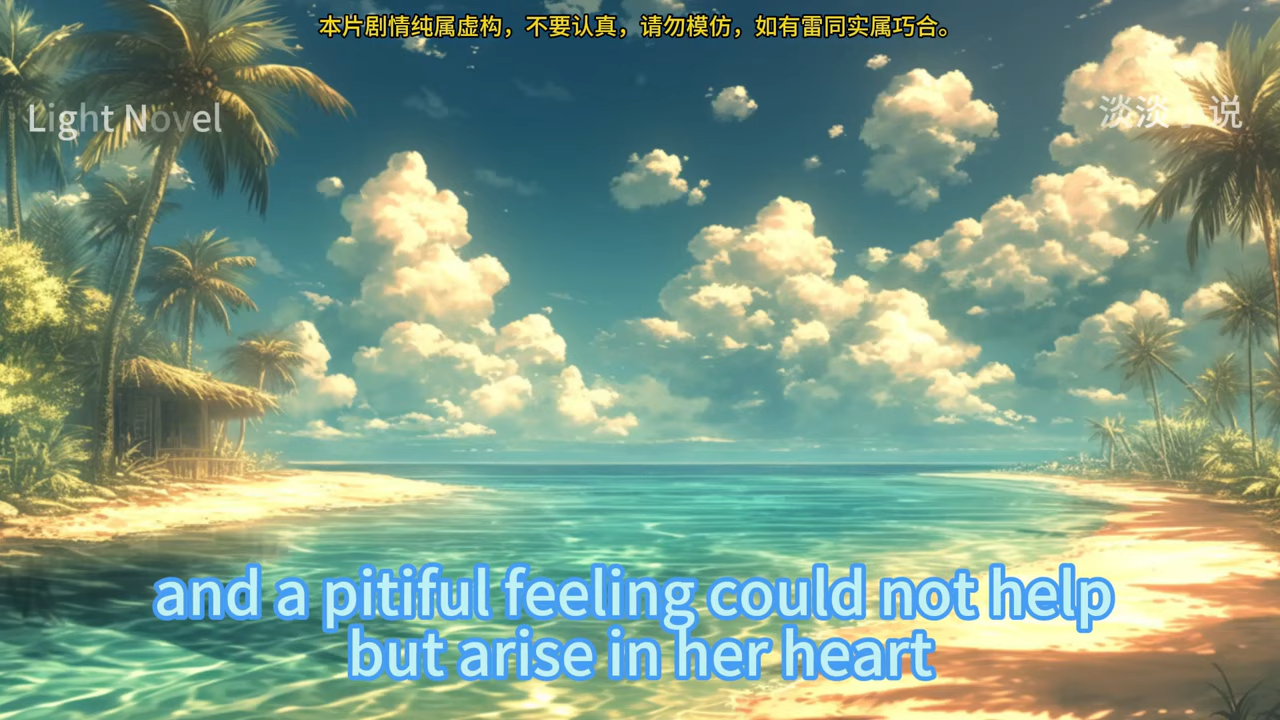 本片剧情纯属虚构，不要认真，请勿模仿，如有雷同实属巧合。
Light Novel
淡淡小说
and a pitiful feeling could not help
but arise in her heart